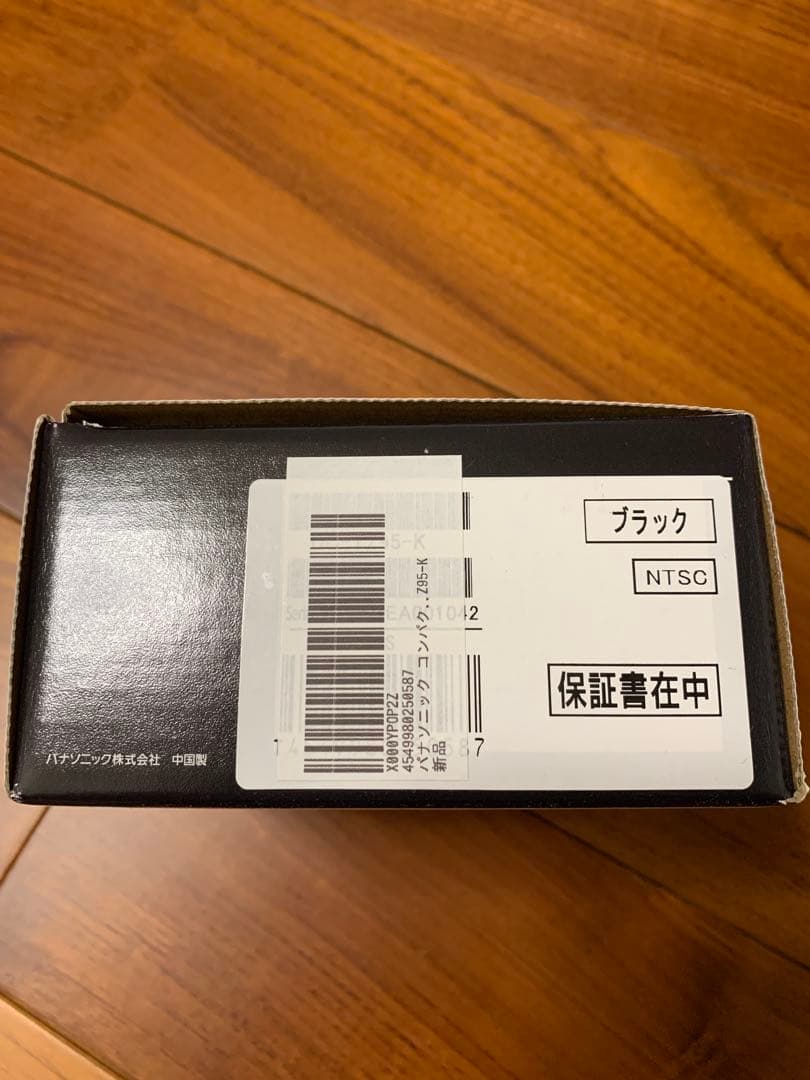 ブラック
NTSC
保証書在中
パナソニック株式会社 中国製
X000YPOP2Z
4549980250587
パナソニック コンパク...Z95-K
新品